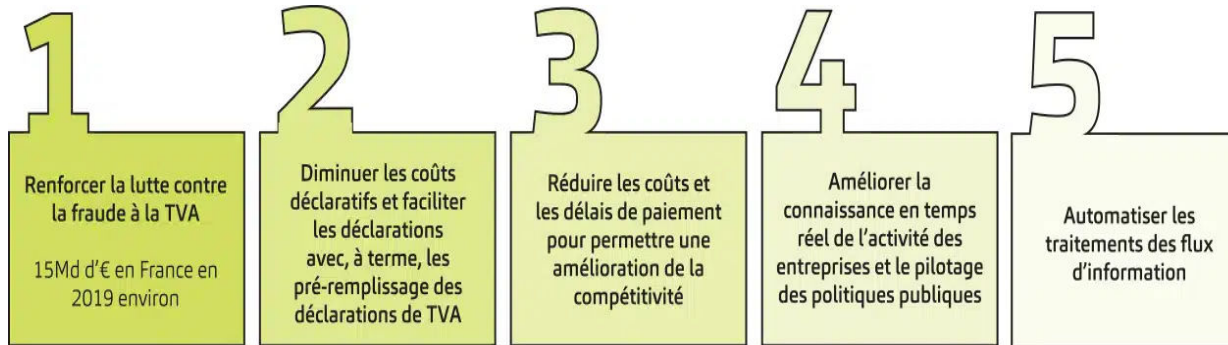 1
Renforcer la lutte contre
la fraude à la TVA
15Md d’€ en France en
2019 environ
2
Diminuer les coûts
déclaratifs et faciliter
les déclarations
avec, à terme, les
pré-remplissage des
déclarations de TVA
3
Réduire les coûts et
les délais de paiement
pour permettre une
amélioration de la
compétitivité
4
Améliorer la
connaissance en temps
réel de l’activité des
entreprises et le pilotage
des politiques publiques
5
Automatiser les
traitements des flux
d’information